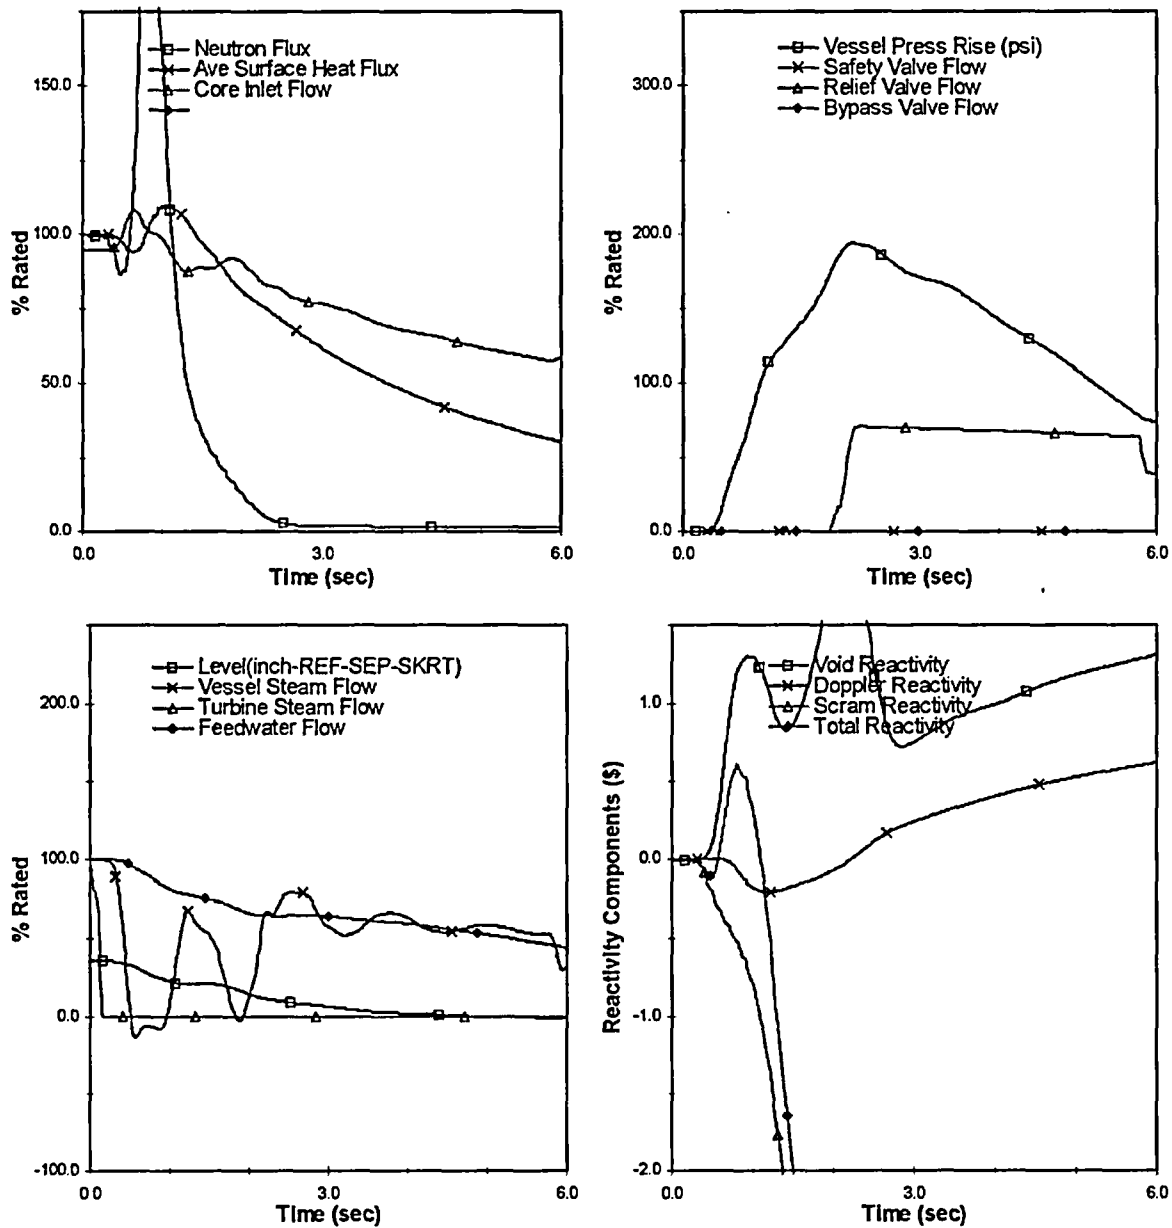 150.0
100.0
50.0
0.0
% Rated
Neutron Flux
Ave Surface Heat Flux
Core Inlet Flow
0.0
3.0
6.0
Time (sec)
300.0
200.0
100.0
0.0
% Rated
Vessel Press Rise (psi)
Safety Valve Flow
Relief Valve Flow
Bypass Valve Flow
0.0
3.0
6.0
Time (sec)
200.0
100.0
0.0
-100.0
% Rated
Level(inch-REF-SEP-SKRT)
Vessel Steam Flow
Turbine Steam Flow
Feedwater Flow
0.0
3.0
6.0
Time (sec)
1.0
0.0
-1.0
-2.0
Reactivity Components ($)
Void Reactivity
Doppler Reactivity
Scram Reactivity
Total Reactivity
0.0
3.0
6.0
Time (sec)